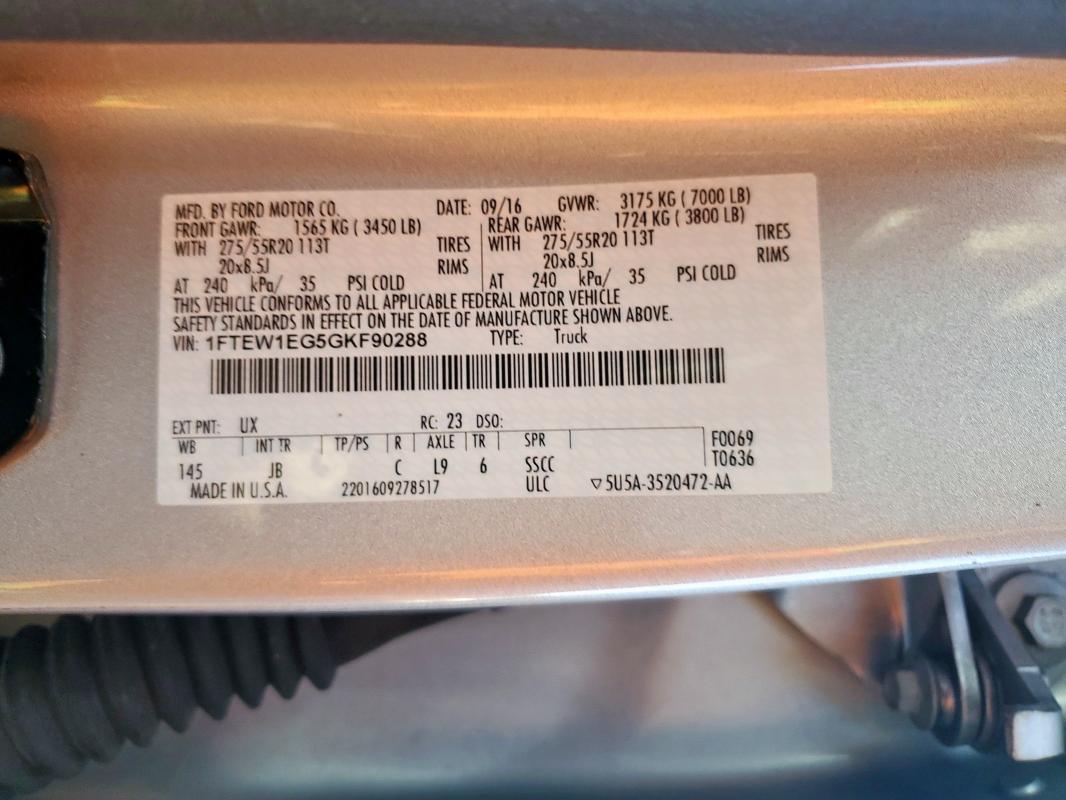 MFD. BY FORD MOTOR CO. DATE: 09/16 GVWR: 3175 KG ( 7000 LB)
FRONT GAWR: 1565 KG ( 3450 LB) REAR GAWR: 1724 KG ( 3800 LB)
WITH 275/55R20 113T TIRES WITH 275/55R20 113T TIRES
20x8.5J RIMS 20x8.5J RIMS
AT 240 kPa/ 35 PSI COLD AT 240 kPa/ 35 PSI COLD
THIS VEHICLE CONFORMS TO ALL APPLICABLE FEDERAL MOTOR VEHICLE
SAFETY STANDARDS IN EFFECT ON THE DATE OF MANUFACTURE SHOWN ABOVE.
VIN: 1FTEW1EG5GKF90288 TYPE: Truck
EXT PNT: UX RC: 23 DSO:
WB INT TR TP/PS R AXLE TR SPR F0069
145 JB C L9 6 SSCC T0636
MADE IN U.S.A. 2201609278517 ULC ▽5U5A-3520472-AA